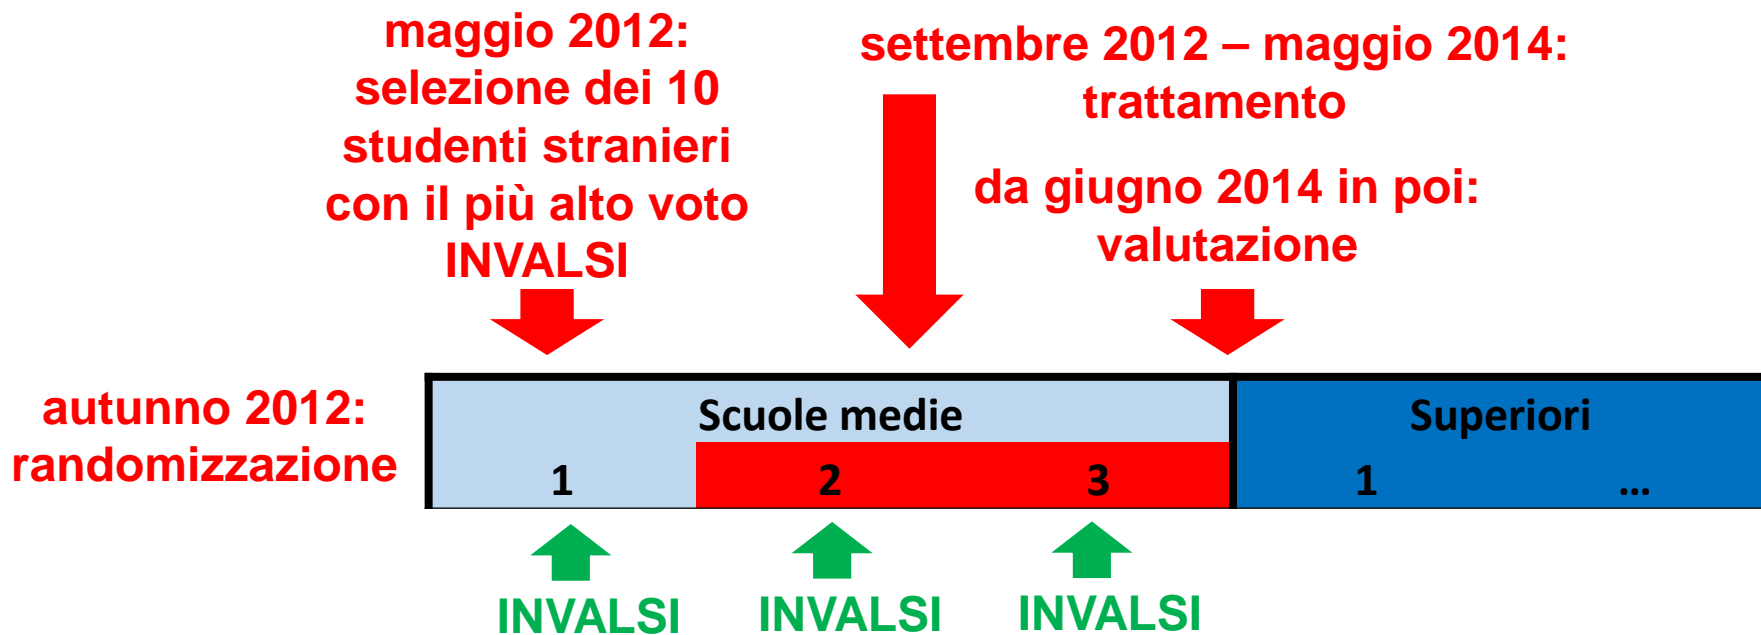 maggio 2012:
selezione dei 10
studenti stranieri
con il più alto voto
INVALSI
settembre 2012 – maggio 2014:
trattamento
da giugno 2014 in poi:
valutazione
autunno 2012:
randomizzazione
Scuole medie
Superiori
1 2 3 1 ...
INVALSI INVALSI INVALSI